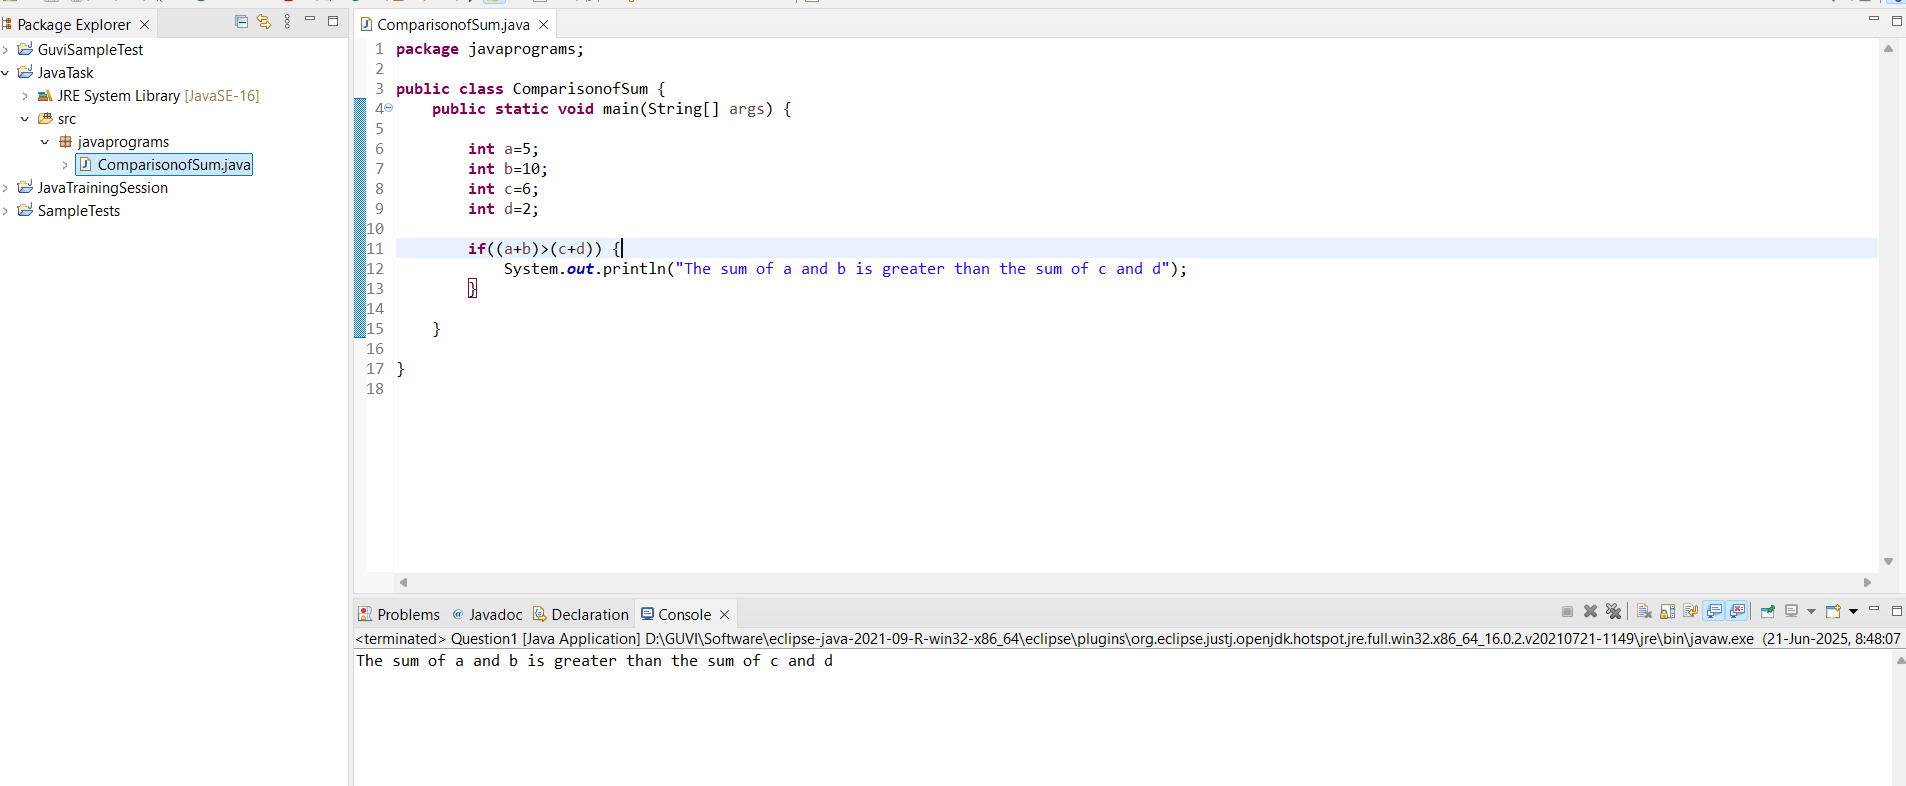 Package Explorer
GuviSampleTest
JavaTask
JRE System Library [JavaSE-16]
src
javaprograms
ComparisonofSum.java
JavaTrainingSession
SampleTests
ComparisonofSum.java
1 package javaprograms;
2
3 public class ComparisonofSum {
4 public static void main(String[] args) {
5
6 int a=5;
7 int b=10;
8 int c=6;
9 int d=2;
10
11 if((a+b)>(c+d)) {
12 System.out.println("The sum of a and b is greater than the sum of c and d");
13 }
14
15 }
16
17 }
18
Problems @ Javadoc Declaration Console
<terminated> Question1 [Java Application] D:\GUVI\Software\eclipse-java-2021-09-R-win32-x86_64\eclipse\plugins\org.eclipse.justj.openjdk.hotspot.jre.full.win32.x86_64_16.0.2.v20210721-1149\jre\bin\javaw.exe (21-Jun-2025, 8:48:07
The sum of a and b is greater than the sum of c and d